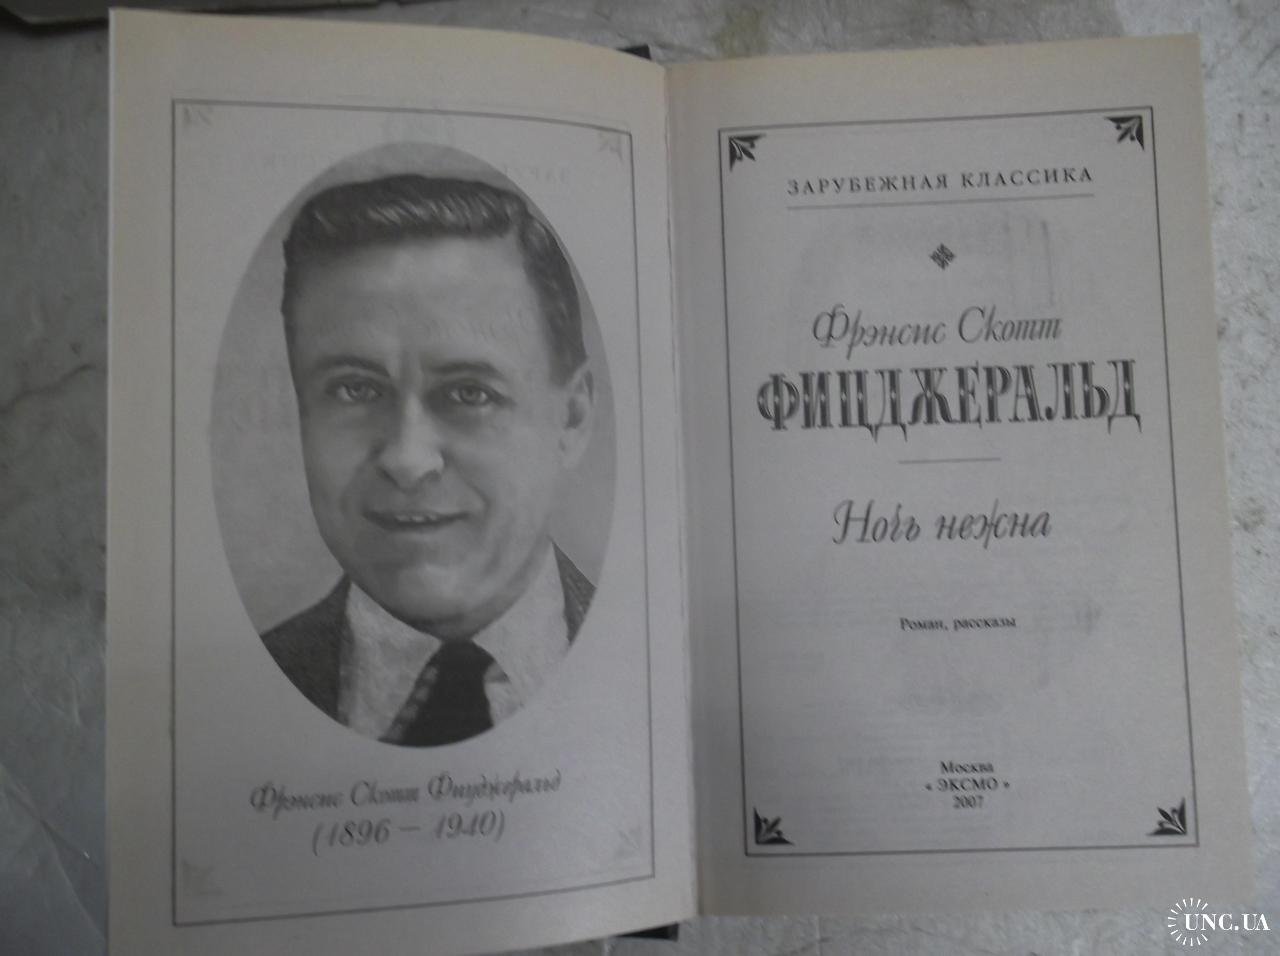 Фрэнсис Скотт Фицджеральд
(1896 – 1940)
ЗАРУБЕЖНАЯ КЛАССИКА
Фрэнсис Скотт
ФИЦДЖЕРАЛЬД
Ночь нежна
Роман, рассказы
Москва
« ЭКСМО »
2007
UNC.UA